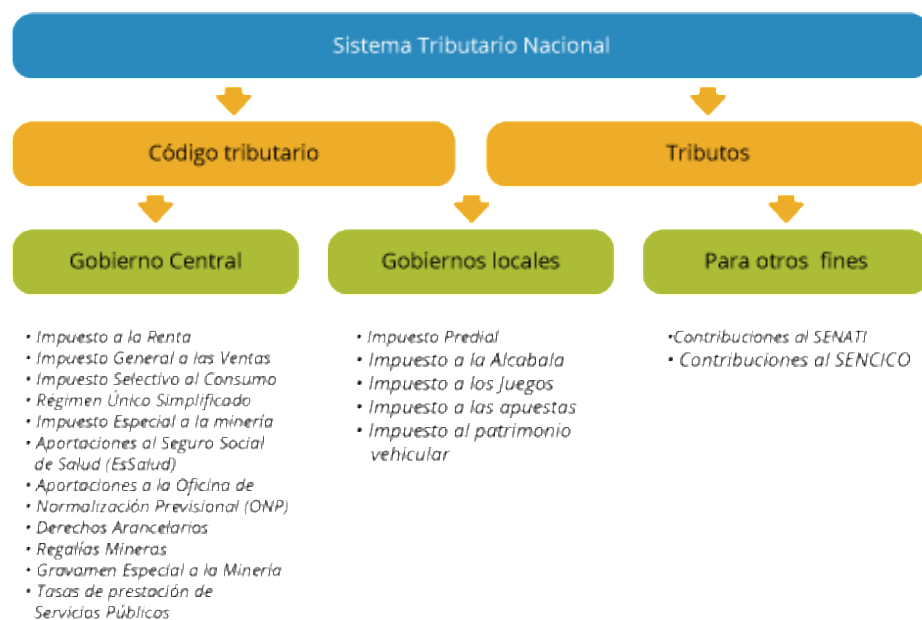 Sistema Tributario Nacional
Código tributario
Tributos
Gobierno Central
Gobiernos locales
Para otros fines
• Impuesto a la Renta
• Impuesto General a las Ventas
• Impuesto Selectivo al Consumo
• Régimen Único Simplificado
• Impuesto Especial a la minería
• Aportaciones al Seguro Social
de Salud (EsSalud)
• Aportaciones a la Oficina de
• Normalización Previsional (ONP)
• Derechos Arancelarios
• Regalías Mineras
• Gravamen Especial a la Minería
• Tasas de prestación de
Servicios Públicos
• Impuesto Predial
• Impuesto a la Alcabala
• Impuesto a los Juegos
• Impuesto a las apuestas
• Impuesto al patrimonio
vehicular
•Contribuciones al SENATI
• Contribuciones al SENCICO